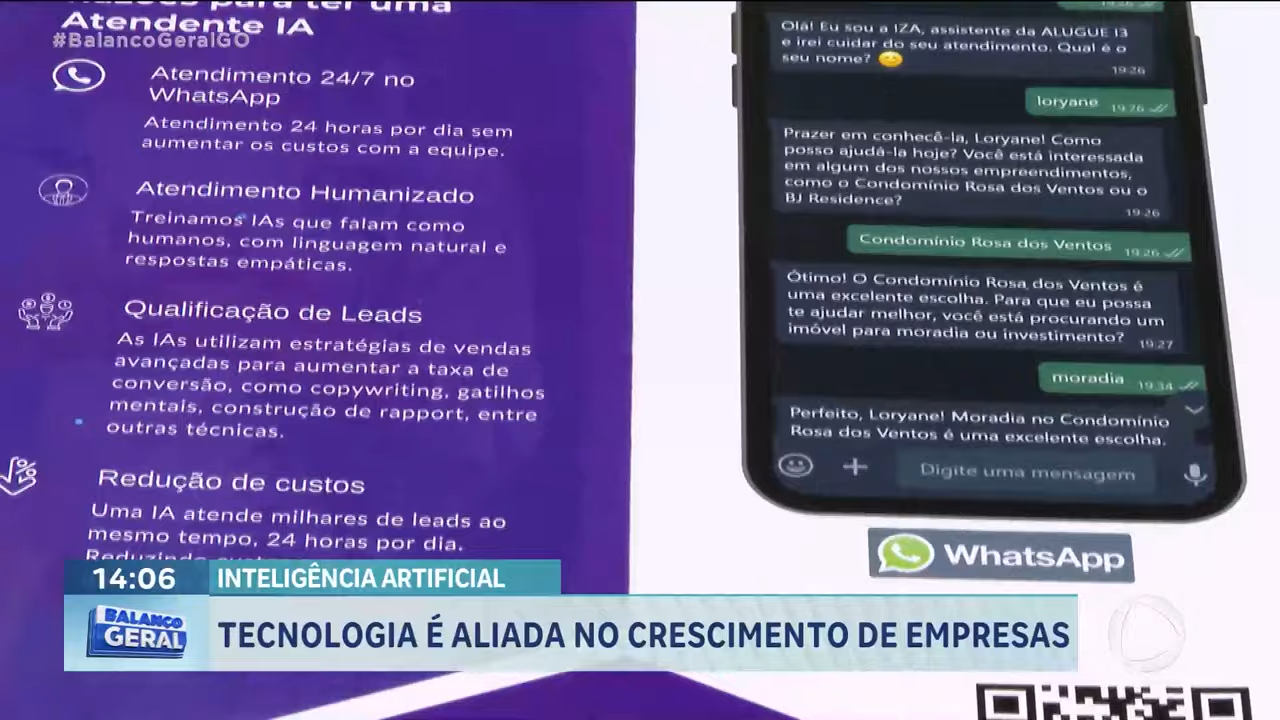 razões para ter uma
Atendente IA
#BalancoGeralGO
Atendimento 24/7 no
WhatsApp
Atendimento 24 horas por dia sem
aumentar os custos com a equipe.
Atendimento Humanizado
Treinamos IAs que falam como
humanos, com linguagem natural e
respostas empáticas.
Qualificação de Leads
As IAs utilizam estratégias de vendas
avançadas para aumentar a taxa de
conversão, como copywriting, gatilhos
mentais, construção de rapport, entre
outras técnicas.
Redução de custos
Uma IA atende milhares de leads ao
mesmo tempo, 24 horas por dia.
Reduzindo
19:26
Olá! Eu sou a IZA, assistente da ALUGUE I3
e irei cuidar do seu atendimento. Qual é o
seu nome?
19:26
loryane 19:26
Prazer em conhecê-la, Loryane! Como
posso ajudá-la hoje? Você está interessada
em algum dos nossos empreendimentos,
como o Condomínio Rosa dos Ventos ou o
BJ Residence?
19:26
Condomínio Rosa dos Ventos 19:26
Ótimo! O Condomínio Rosa dos Ventos é
uma excelente escolha. Para que eu possa
te ajudar melhor, você está procurando um
imóvel para moradia ou investimento? 19:27
moradia 19:34
Perfeito, Loryane! Moradia no Condomínio
Rosa dos Ventos é uma excelente escolha.
Digite uma mensagem
WhatsApp
14:06 INTELIGÊNCIA ARTIFICIAL
BALANÇO
GERAL
TECNOLOGIA É ALIADA NO CRESCIMENTO DE EMPRESAS